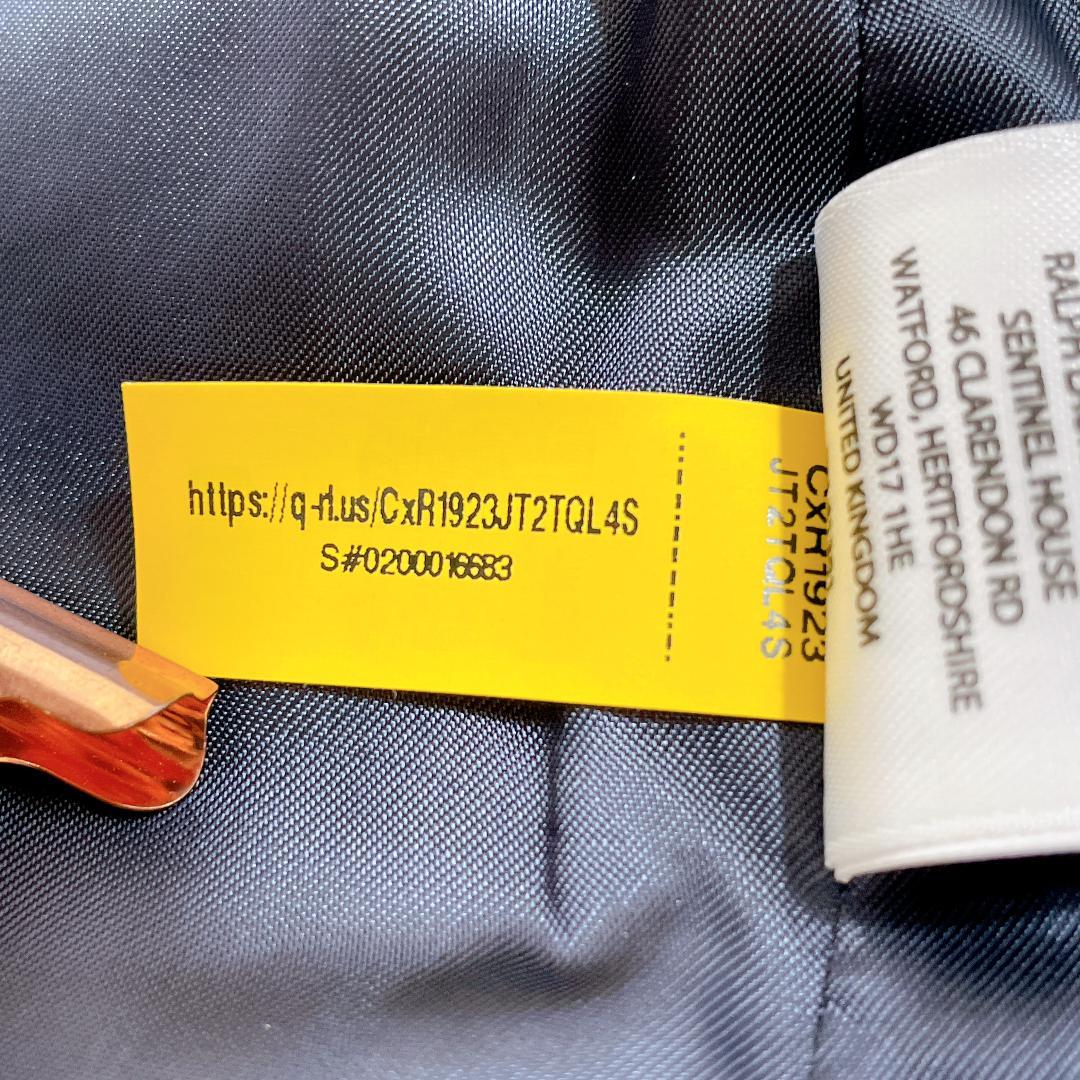 https://q-rl.us/CxR1923JT2TQL4S
S#0200016683
CxR1923
JT2TQL4S
SENTINEL HOUSE
46 CLARENDON RD
WATFORD, HERTFORDSHIRE
WD17 1HE
UNITED KINGDOM